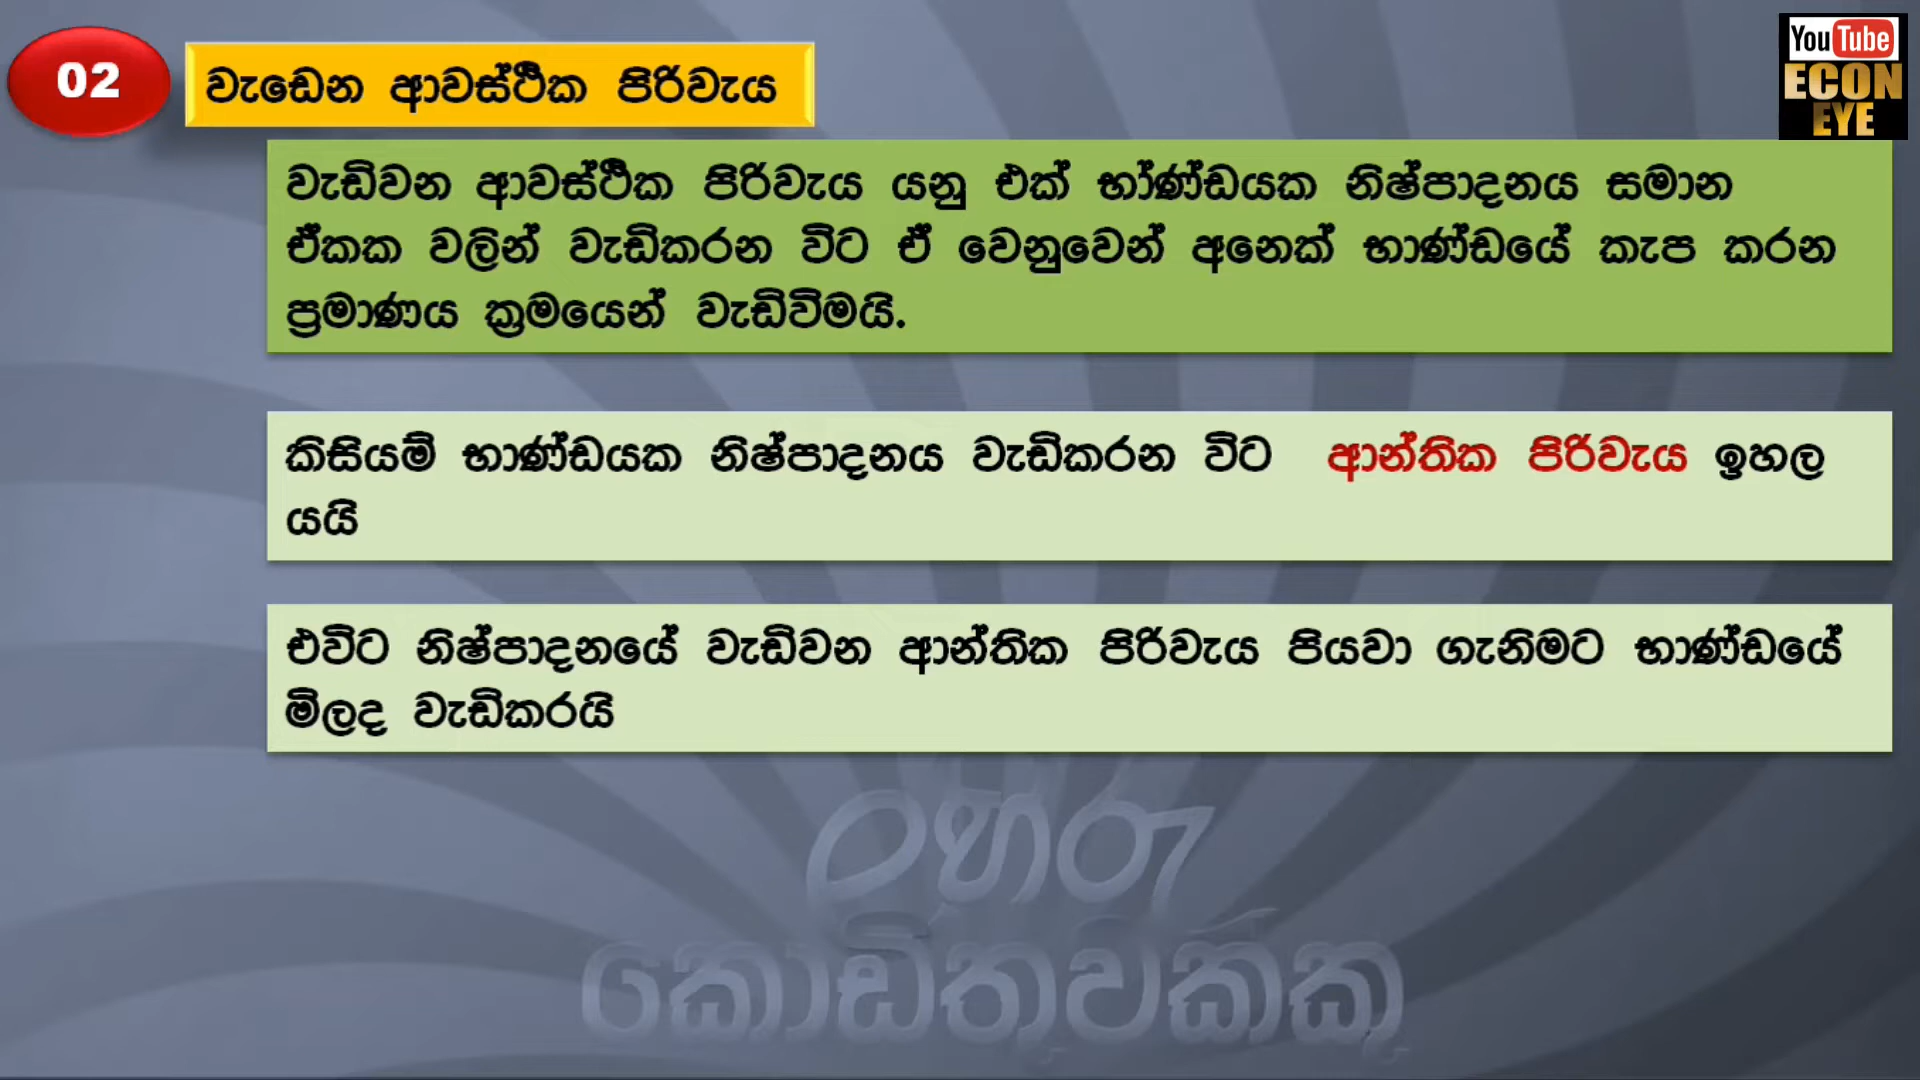 02
වැඩෙන ආවස්ථික පිරිවැය
YouTube
ECON
EYE
වැඩිවන ආවස්ථික පිරිවැය යනු එක් භාණ්ඩයක නිෂ්පාදනය සමාන
ඒකක වලින් වැඩිකරන විට ඒ වෙනුවෙන් අනෙක් භාණ්ඩයේ කැප කරන
ප්‍රමාණය ක්‍රමයෙන් වැඩිවීමයි.
කිසියම් භාණ්ඩයක නිෂ්පාදනය වැඩිකරන විට ආන්තික පිරිවැය ඉහල
යයි
එවිට නිෂ්පාදනයේ වැඩිවන ආන්තික පිරිවැය පියවා ගැනිමට භාණ්ඩයේ
මිලද වැඩිකරයි